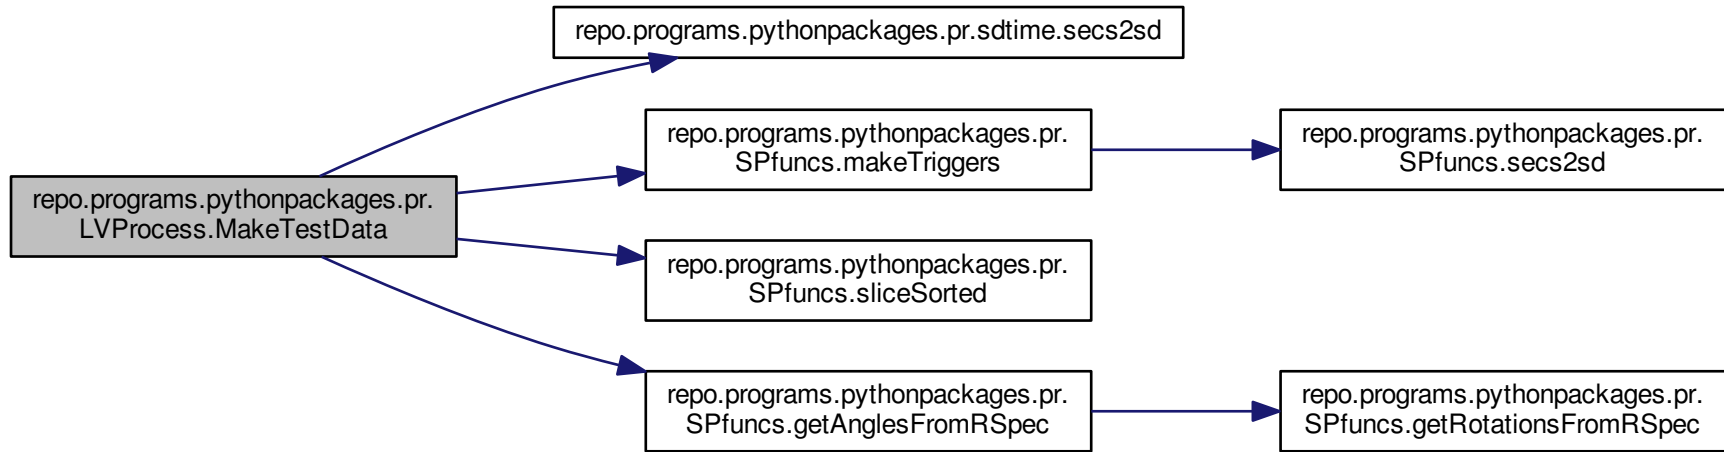 repo.programs.pythonpackages.pr.sdtime.secs2sd
repo.programs.pythonpackages.pr.
SPfuncs.makeTriggers
repo.programs.pythonpackages.pr.
SPfuncs.secs2sd
repo.programs.pythonpackages.pr.
LVProcess.MakeTestData
repo.programs.pythonpackages.pr.
SPfuncs.sliceSorted
repo.programs.pythonpackages.pr.
SPfuncs.getAnglesFromRSpec
repo.programs.pythonpackages.pr.
SPfuncs.getRotationsFromRSpec